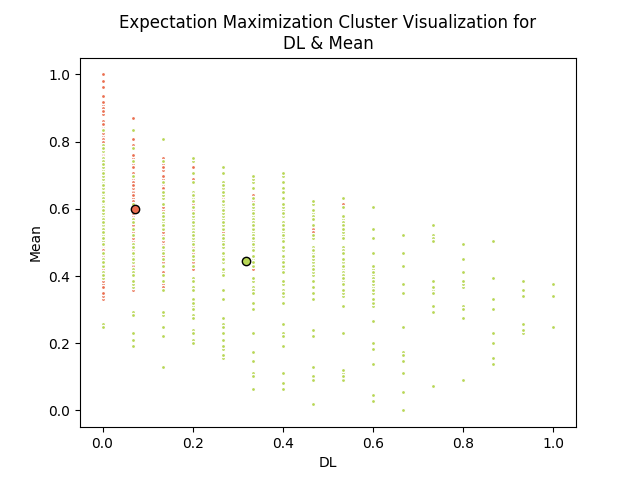 Expectation Maximization Cluster Visualization for
DL & Mean
1.0
0.8
0.6
0.4
0.2
0.0
Mean
0.0 0.2 0.4 0.6 0.8 1.0
DL